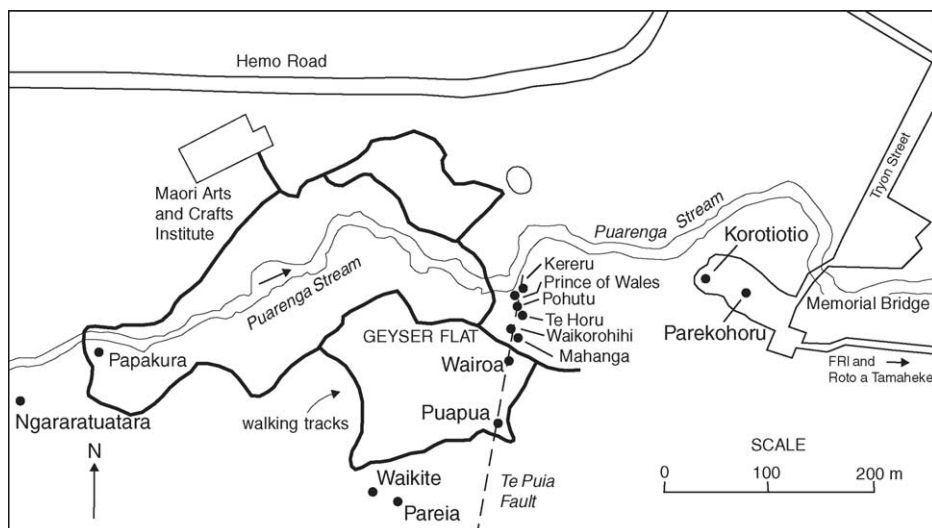 Hemo Road
Tryon Street
Maori Arts
and Crafts
Institute
Puarenga Stream
Puarenga Stream
Korotiotio
Kereru
Prince of Wales
Pohutu
Te Horu
Waikorohihi
Mahanga
Memorial Bridge
Parekohoru
GEYSER FLAT
Wairoa
Papakura
FRI and
Roto a Tamaheke
Ngararatuatara
walking tracks
Puapua
N
SCALE
0 100 200 m
Waikite
Pareia
Te Puia
Fault